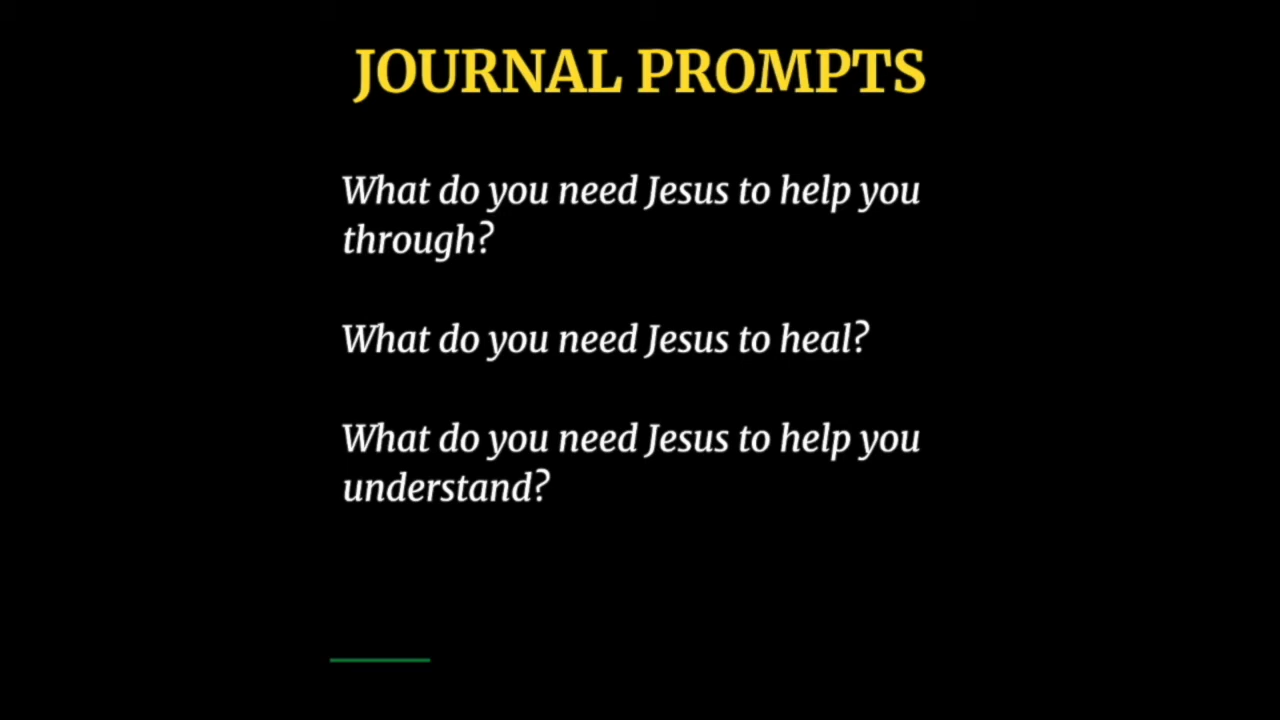 JOURNAL PROMPTS
What do you need Jesus to help you
through?
What do you need Jesus to heal?
What do you need Jesus to help you
understand?